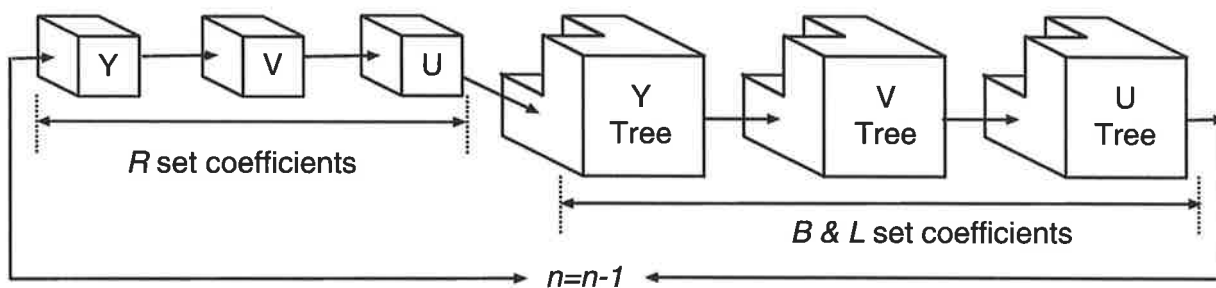 Y
V
U
Y
Tree
V
Tree
U
Tree
R set coefficients
B & L set coefficients
n=n-1